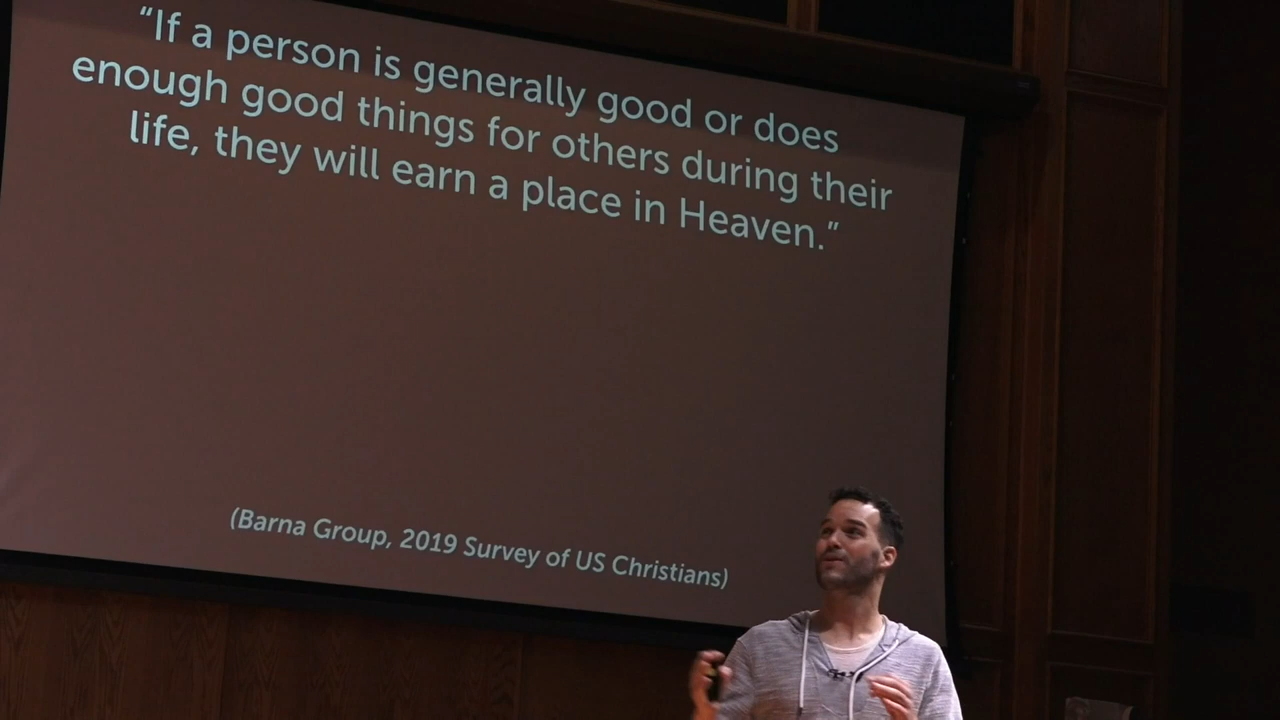 “If a person is generally good or does
enough good things for others during their
life, they will earn a place in Heaven.”
(Barna Group, 2019 Survey of US Christians)